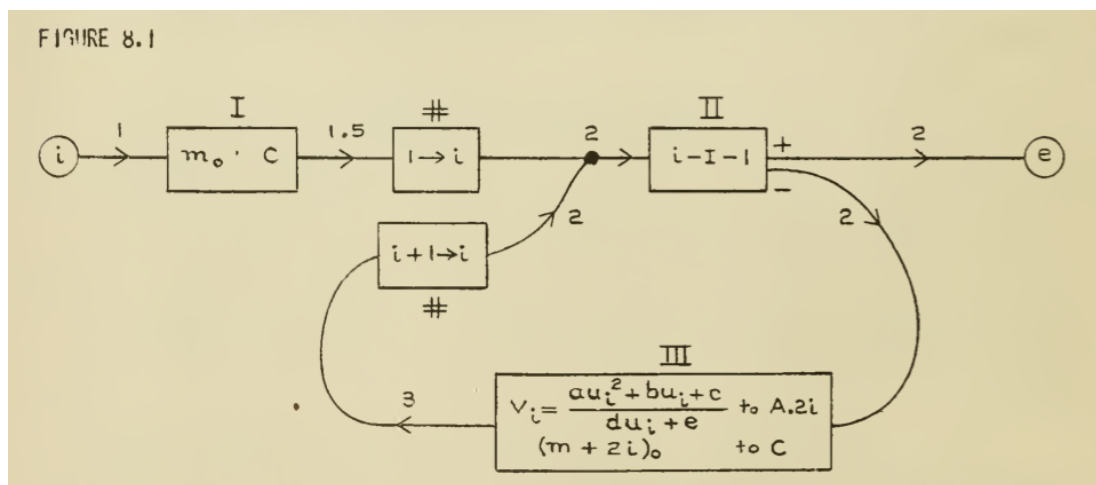 FIGURE 8.1
I
#
II
i
1
m₀ · C
1.5
1→i
2
i-I-1
+
-
2
e
i+1→i
#
2
2
III
3
vᵢ = (auᵢ² + buᵢ + c)/(duᵢ + e) to A.2i
(m + 2i)₀ to C